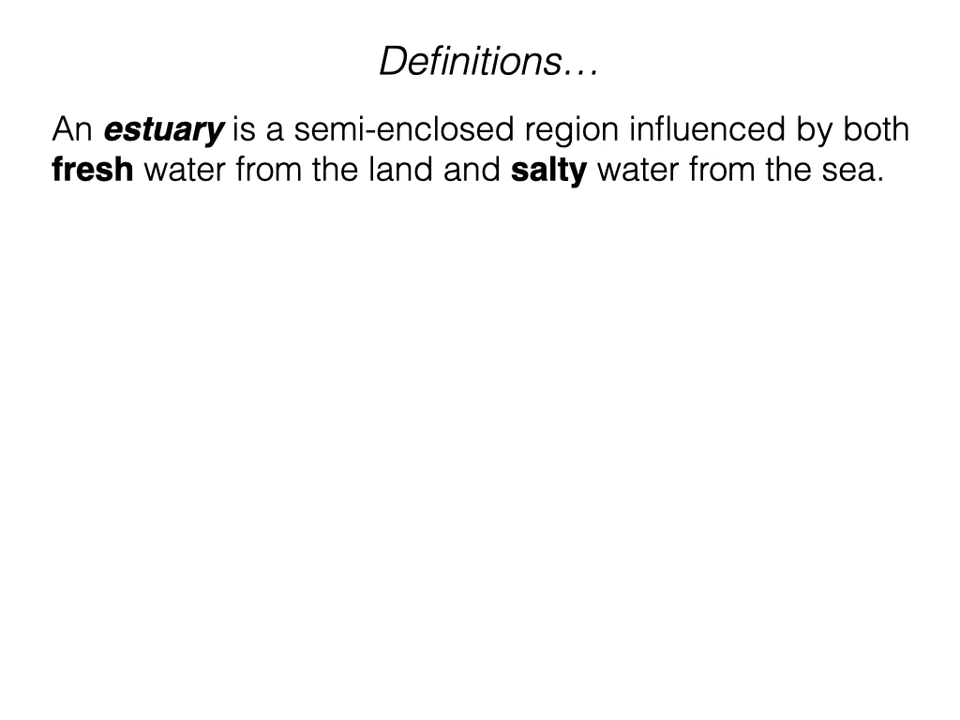 Definitions…
An estuary is a semi-enclosed region influenced by both
fresh water from the land and salty water from the sea.